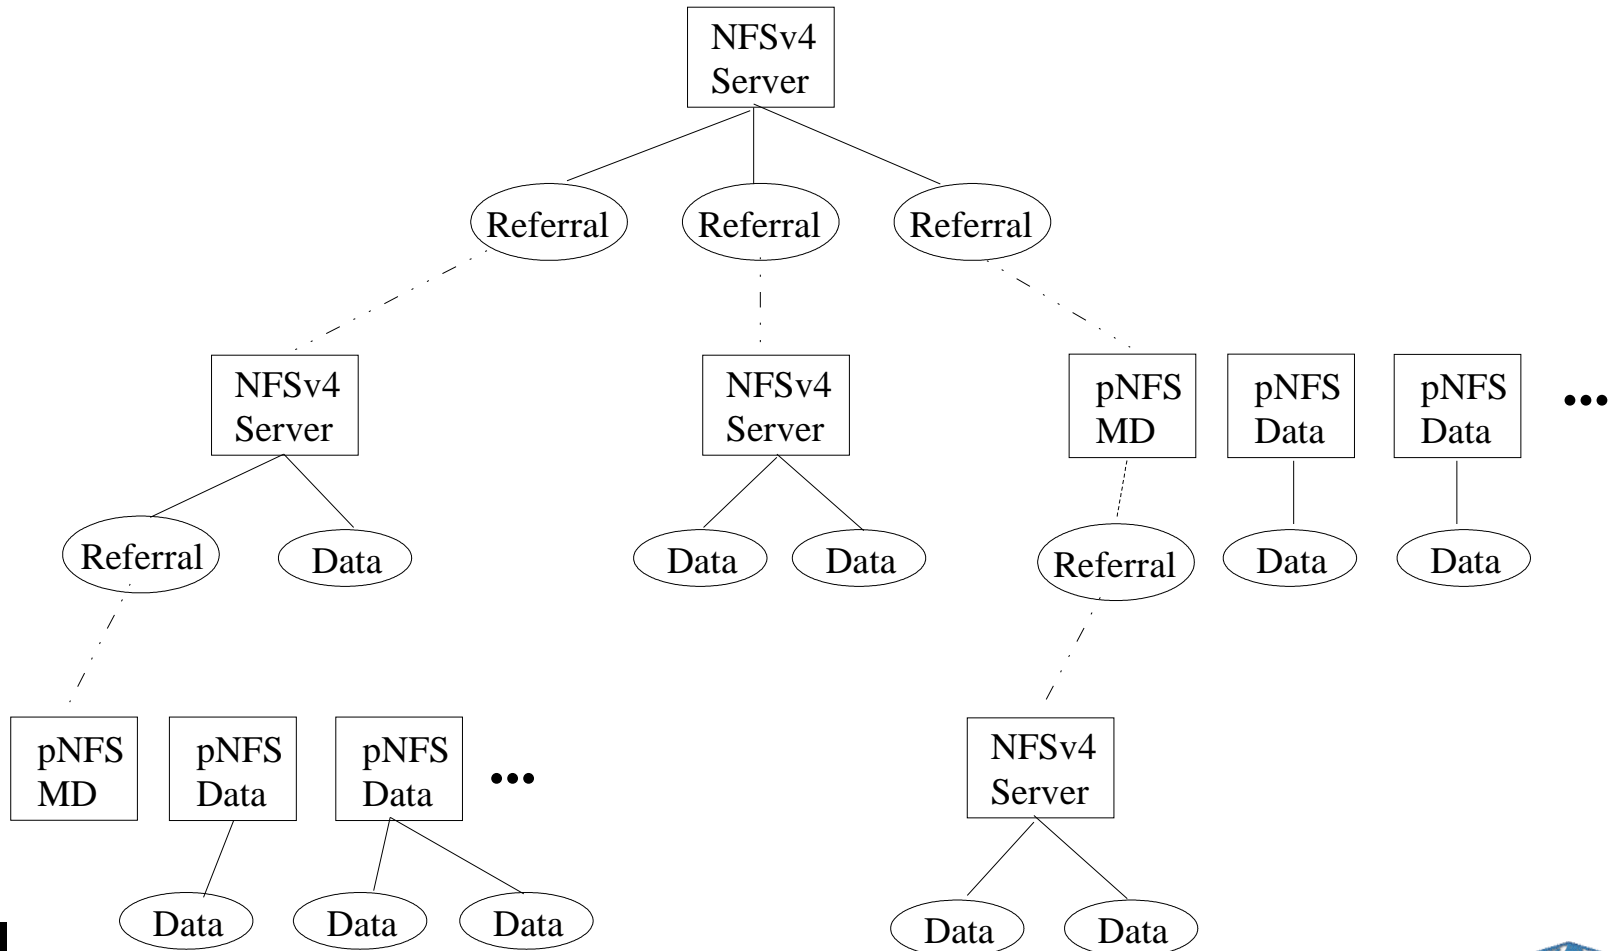 NFSv4
Server
Referral
Referral
Referral
NFSv4
Server
NFSv4
Server
pNFS
MD
pNFS
Data
pNFS
Data
•••
Referral
Data
Data
Data
Referral
Data
Data
pNFS
MD
pNFS
Data
pNFS
Data
•••
NFSv4
Server
Data
Data
Data
Data
Data